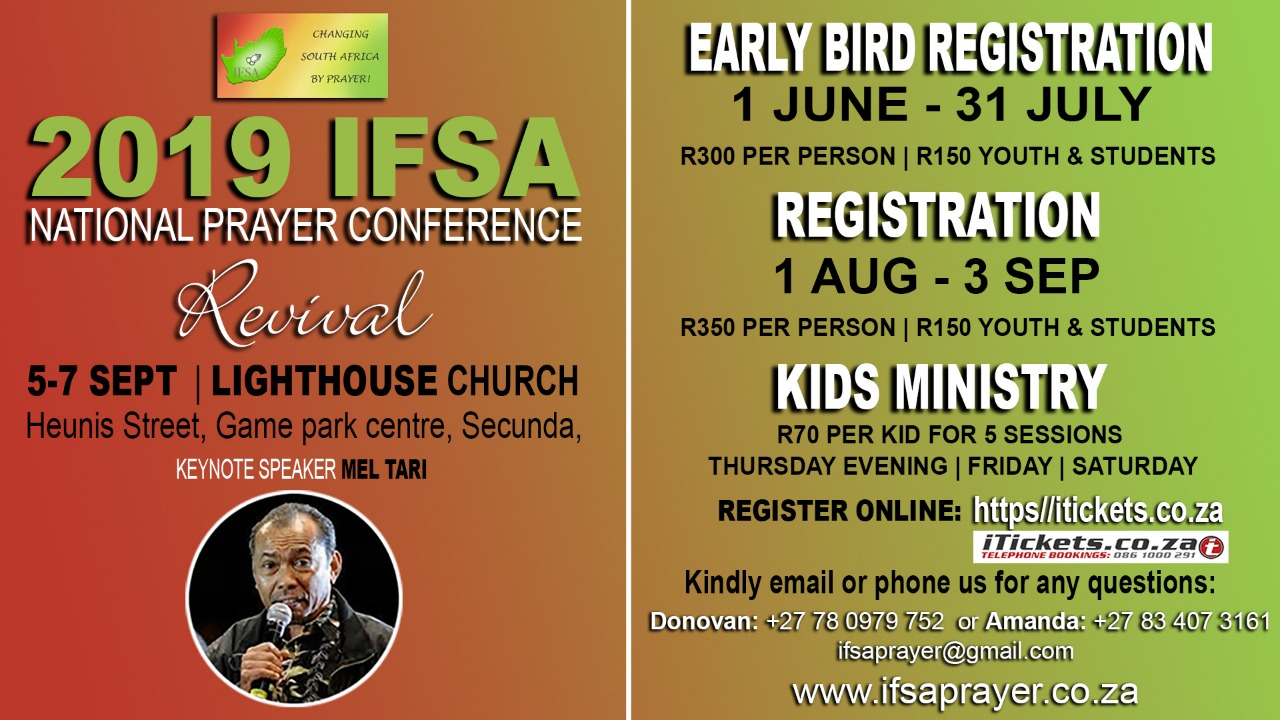 CHANGING
SOUTH AFRICA
BY PRAYER!
IFSA
2019 IFSA
NATIONAL PRAYER CONFERENCE
Revival
5-7 SEPT | LIGHTHOUSE CHURCH
Heunis Street, Game park centre, Secunda,
KEYNOTE SPEAKER MEL TARI
EARLY BIRD REGISTRATION
1 JUNE - 31 JULY
R300 PER PERSON | R150 YOUTH & STUDENTS
REGISTRATION
1 AUG - 3 SEP
R350 PER PERSON | R150 YOUTH & STUDENTS
KIDS MINISTRY
R70 PER KID FOR 5 SESSIONS
THURSDAY EVENING | FRIDAY | SATURDAY
REGISTER ONLINE: https//itickets.co.za
iTickets.co.za
TELEPHONE BOOKINGS: 086 1000 291
Kindly email or phone us for any questions:
Donovan: +27 78 0979 752 or Amanda: +27 83 407 3161
ifsaprayer@gmail.com
www.ifsaprayer.co.za